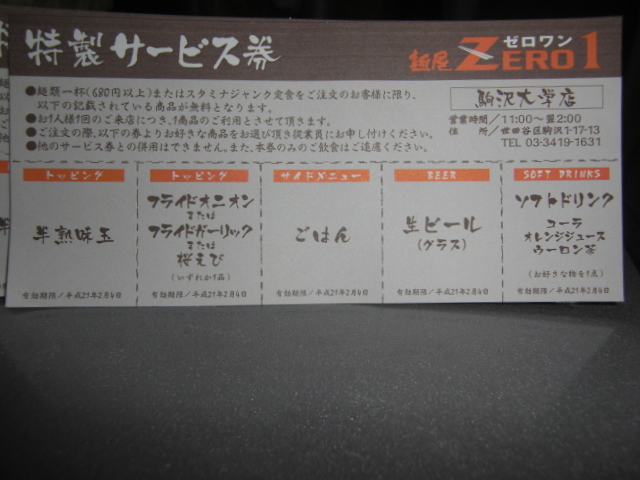 特製サービス券
麺屋ZERO1
ゼロワン
●麺類一杯(680円以上)またはスタミナジャンク定食をご注文のお客様に限り、
以下の記載されている商品が無料となります。
●お1人様1回のご来店につき、1商品のご利用とさせて頂きます。
●ご注文の際、以下の券よりお好きな商品をお選び頂き従業員にお申し付けください。
●他のサービス券との併用はできません。また、本券のみのご飲食はご遠慮ください。
駒沢大学店
営業時間/11:00〜翌2:00
住 所/世田谷区駒沢1-17-13
TEL 03-3419-1631
トッピング
半熟味玉
有効期限/平成21年2月4日
トッピング
フライドオニオン
または
フライドガーリック
または
桜えび
(いずれか1品)
有効期限/平成21年2月4日
サイドメニュー
ごはん
有効期限/平成21年2月4日
BEER
生ビール
(グラス)
有効期限/平成21年2月4日
SOFT DRINKS
ソフトドリンク
コーラ
オレンジジュース
ウーロン茶
(お好きな物を1点)
有効期限/平成21年2月4日